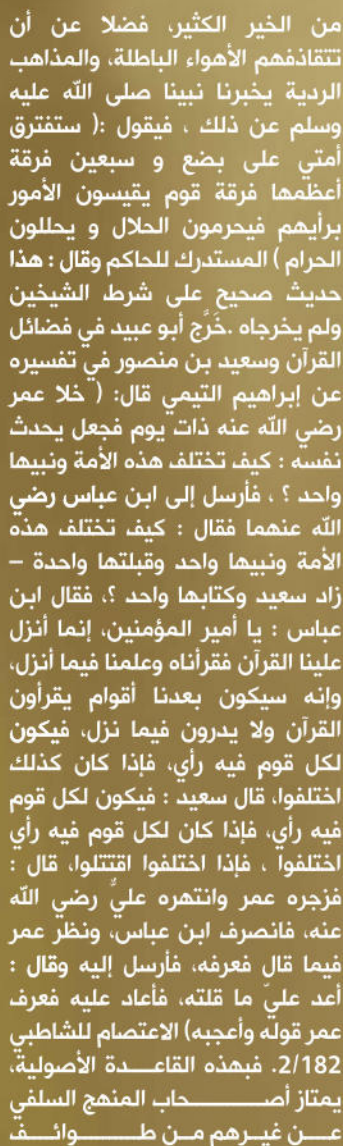 من الخير الكثير، فضلا عن أن
تتقاذفهم الأهواء الباطلة، والمذاهب
الردية يخبرنا نبينا صلى الله عليه
وسلم عن ذلك ، فيقول :( ستفترق
أمتي على بضع و سبعين فرقة
أعظمها فرقة قوم يقيسون الأمور
برأيهم فيحرمون الحلال و يحللون
الحرام ) المستدرك للحاكم وقال : هذا
حديث صحيح على شرط الشيخين
ولم يخرجاه .خَرَّج أبو عبيد في فضائل
القرآن وسعيد بن منصور في تفسيره
عن إبراهيم التيمي قال: ( خلا عمر
رضي الله عنه ذات يوم فجعل يحدث
نفسه : كيف تختلف هذه الأمة ونبيها
واحد ؟ ، فأرسل إلى ابن عباس رضي
الله عنهما فقال : كيف تختلف هذه
الأمة ونبيها واحد وقبلتها واحدة –
زاد سعيد وكتابها واحد ؟، فقال ابن
عباس : يا أمير المؤمنين، إنما أنزل
علينا القرآن فقرأناه وعلمنا فيما أنزل،
وإنه سيكون بعدنا أقوام يقرأون
القرآن ولا يدرون فيما نزل، فيكون
لكل قوم فيه رأي، فإذا كان كذلك
اختلفوا، قال سعيد : فيكون لكل قوم
فيه رأي، فإذا كان لكل قوم فيه رأي
اختلفوا ، فإذا اختلفوا اقتتلوا، قال :
فزجره عمر وانتهره عليٌّ رضي الله
عنه، فانصرف ابن عباس، ونظر عمر
فيما قال فعرفه، فأرسل إليه وقال :
أعد عليّ ما قلته، فأعاد عليه فعرف
عمر قوله وأعجبه) الاعتصام للشاطبي
2/182. فبهذه القاعـــدة الأصولية،
يمتاز أصــــــــحاب المنهج السلفي
عــــن غيــرهم مــن طــــــوائـــف